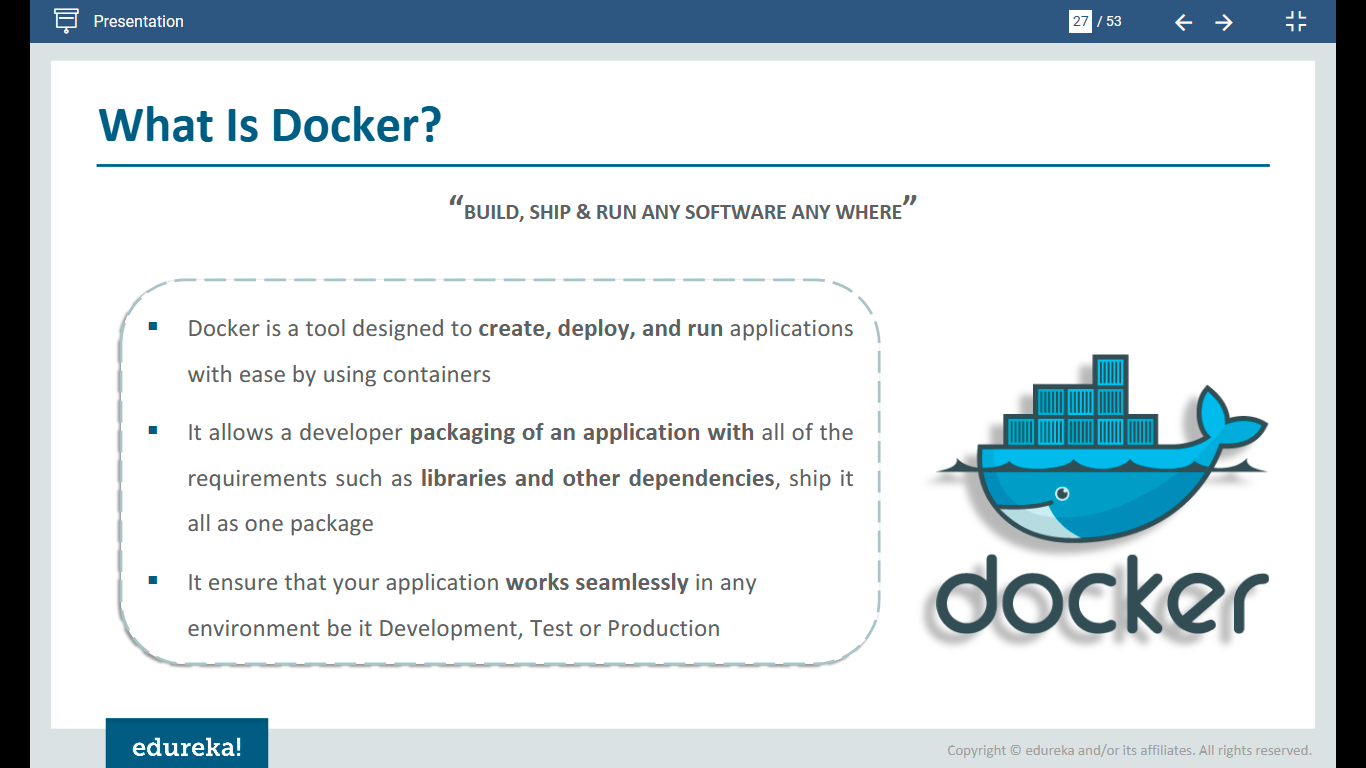 Presentation
27 / 53
What Is Docker?
“BUILD, SHIP & RUN ANY SOFTWARE ANY WHERE”
▪ Docker is a tool designed to create, deploy, and run applications
with ease by using containers
▪ It allows a developer packaging of an application with all of the
requirements such as libraries and other dependencies, ship it
all as one package
▪ It ensure that your application works seamlessly in any
environment be it Development, Test or Production
docker
edureka!
Copyright © edureka and/or its affiliates. All rights reserved.